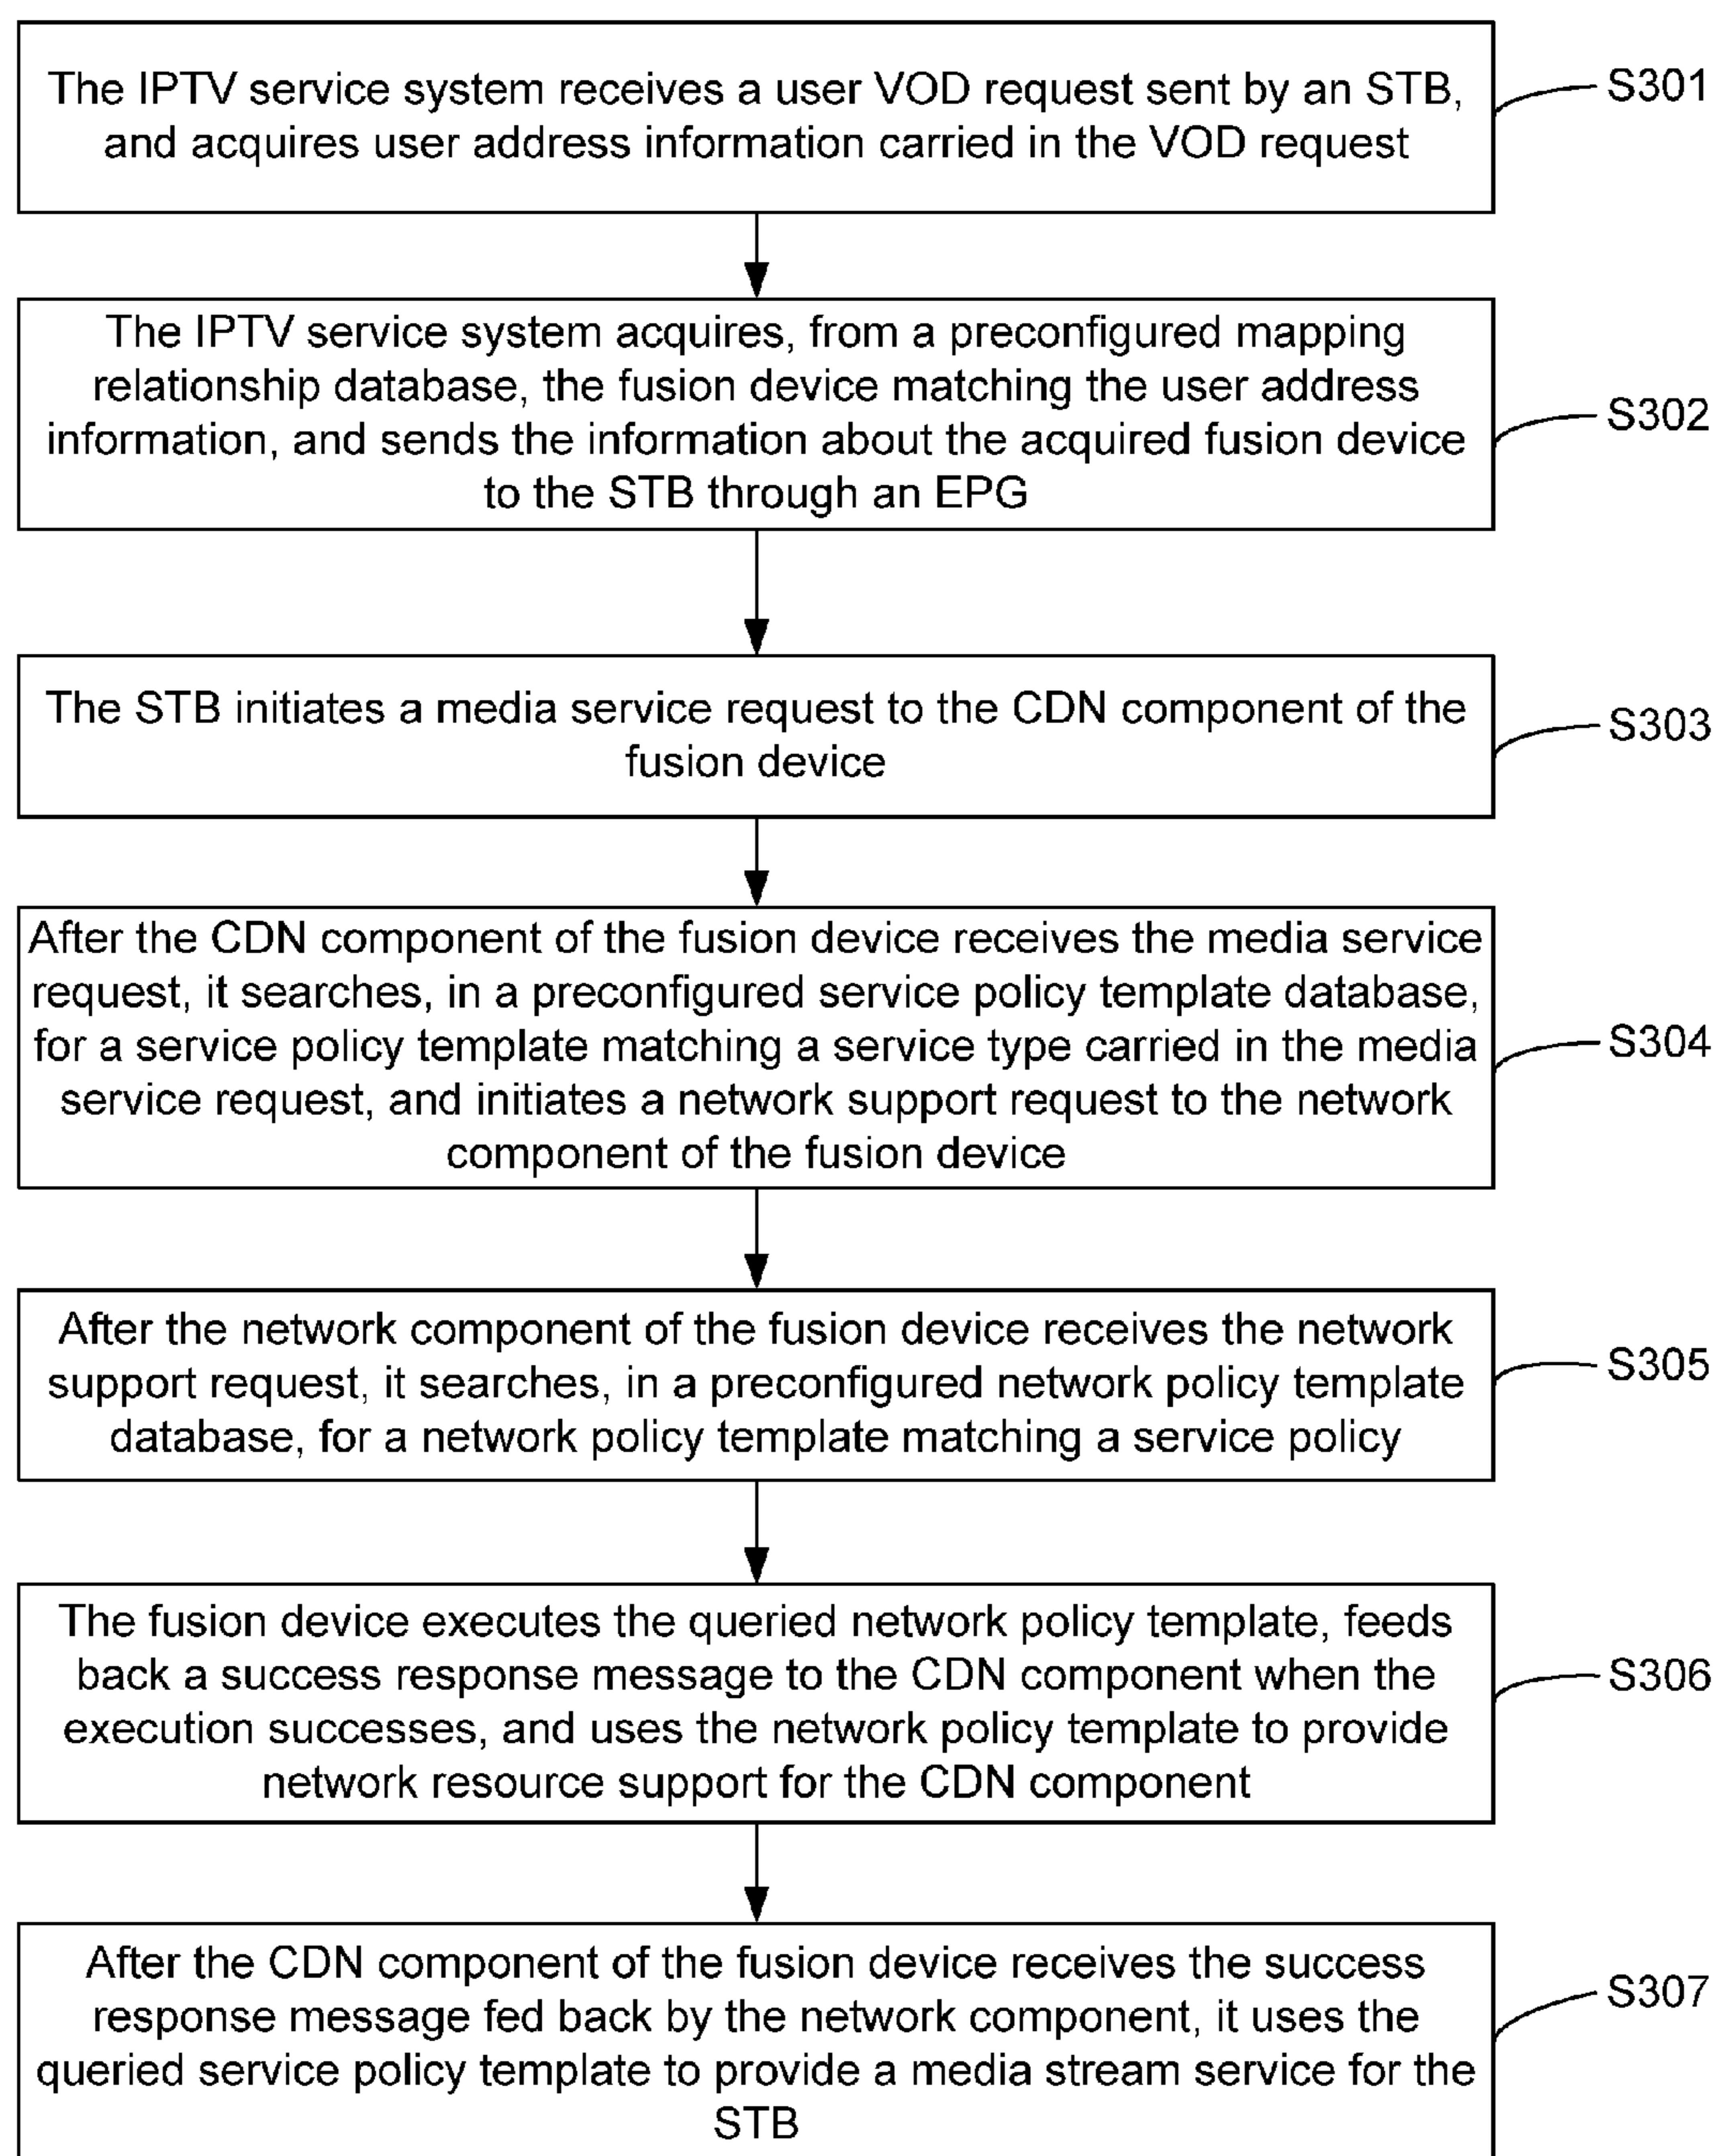 The IPTV service system receives a user VOD request sent by an STB,
and acquires user address information carried in the VOD request
S301
The IPTV service system acquires, from a preconfigured mapping
relationship database, the fusion device matching the user address
information, and sends the information about the acquired fusion device
to the STB through an EPG
S302
The STB initiates a media service request to the CDN component of the
fusion device
S303
After the CDN component of the fusion device receives the media service
request, it searches, in a preconfigured service policy template database,
for a service policy template matching a service type carried in the media
service request, and initiates a network support request to the network
component of the fusion device
S304
After the network component of the fusion device receives the network
support request, it searches, in a preconfigured network policy template
database, for a network policy template matching a service policy
S305
The fusion device executes the queried network policy template, feeds
back a success response message to the CDN component when the
execution successes, and uses the network policy template to provide
network resource support for the CDN component
S306
After the CDN component of the fusion device receives the success
response message fed back by the network component, it uses the
queried service policy template to provide a media stream service for the
STB
S307